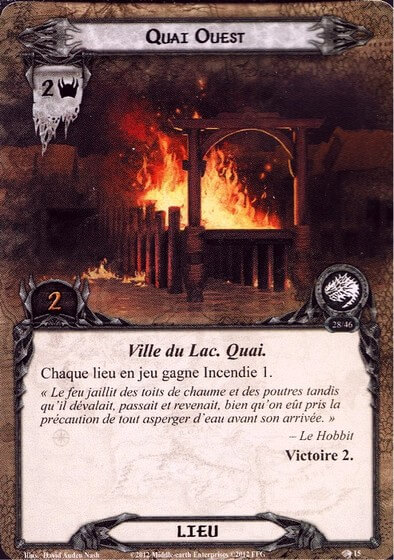 QUAI OUEST
2
2
28/46
Ville du Lac. Quai.
Chaque lieu en jeu gagne Incendie 1.
« Le feu jaillit des toits de chaume et des poutres tandis
qu'il dévalait, passait et revenait, bien qu'on eût pris la
précaution de tout asperger d'eau avant son arrivée. »
– Le Hobbit
Victoire 2.
LIEU
Illus. David Auden Nash
©2012 Middle-earth Enterprises ©2012 FFG
15